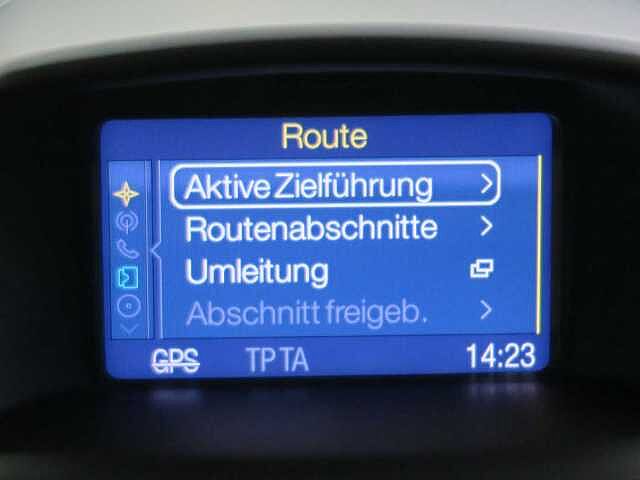 Route
Aktive Zielführung
Routenabschnitte
Umleitung
Abschnitt freigeb.
GPS TP TA 14:23